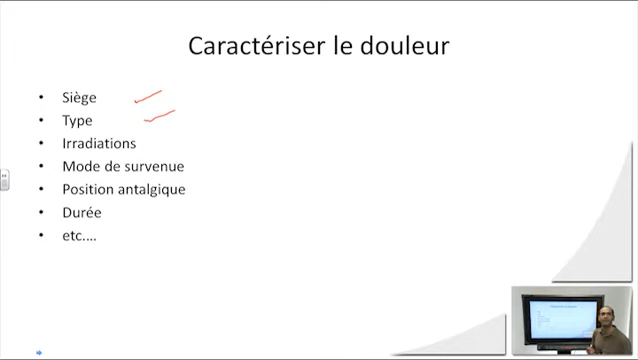 Caractériser le douleur
• Siège
• Type
• Irradiations
• Mode de survenue
• Position antalgique
• Durée
• etc....